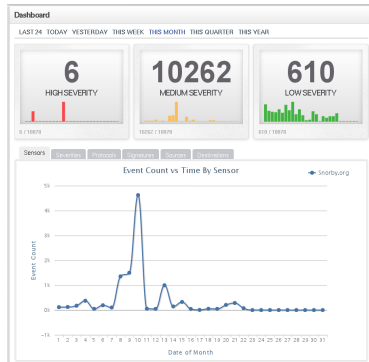 Dashboard
LAST 24 TODAY YESTERDAY THIS WEEK THIS MONTH THIS QUARTER THIS YEAR
6
HIGH SEVERITY
10262
MEDIUM SEVERITY
610
LOW SEVERITY
6 / 10878
10262 / 10878
610 / 10878
Sensors Severities Protocols Signatures Sources Destinations
Event Count vs Time By Sensor
Snorby.org
5k
4k
3k
2k
1k
0k
-1k
Event Count
1 2 3 4 5 6 7 8 9 10 11 12 13 14 15 16 17 18 19 20 21 22 23 24 25 26 27 28 29 30 31
Date of Month